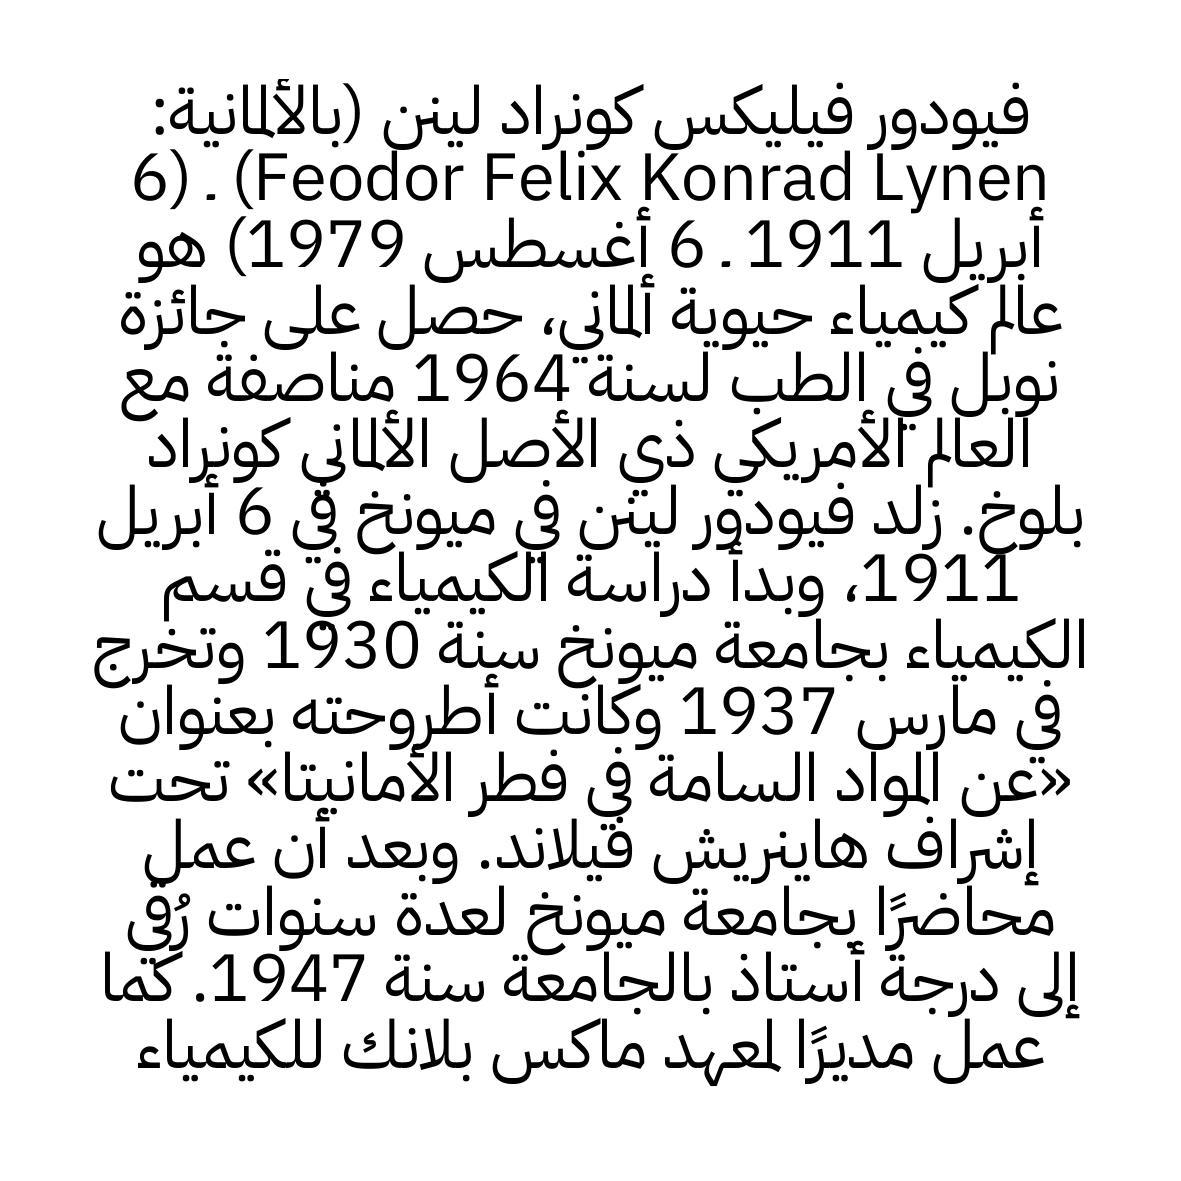 فيودور فيليكس كونراد لينن (بالألمانية:
Feodor Felix Konrad Lynen) ـ (6
أبريل 1911 ـ 6 أغسطس 1979) هو
عالم كيمياء حيوية ألماني، حصل على جائزة
نوبل في الطب لسنة 1964 مناصفة مع
العالم الأمريكي ذي الأصل الألماني كونراد
بلوخ. زلد فيودور لينن في ميونخ في 6 أبريل
1911، وبدأ دراسة الكيمياء في قسم
الكيمياء بجامعة ميونخ سنة 1930 وتخرج
في مارس 1937 وكانت أطروحته بعنوان
«عن المواد السامة في فطر الأمانيتا» تحت
إشراف هاينريش فيلاند. وبعد أن عمل
محاضرًا بجامعة ميونخ لعدة سنوات رُقي
إلى درجة أستاذ بالجامعة سنة 1947. كما
عمل مديرًا لمعهد ماكس بلانك للكيمياء